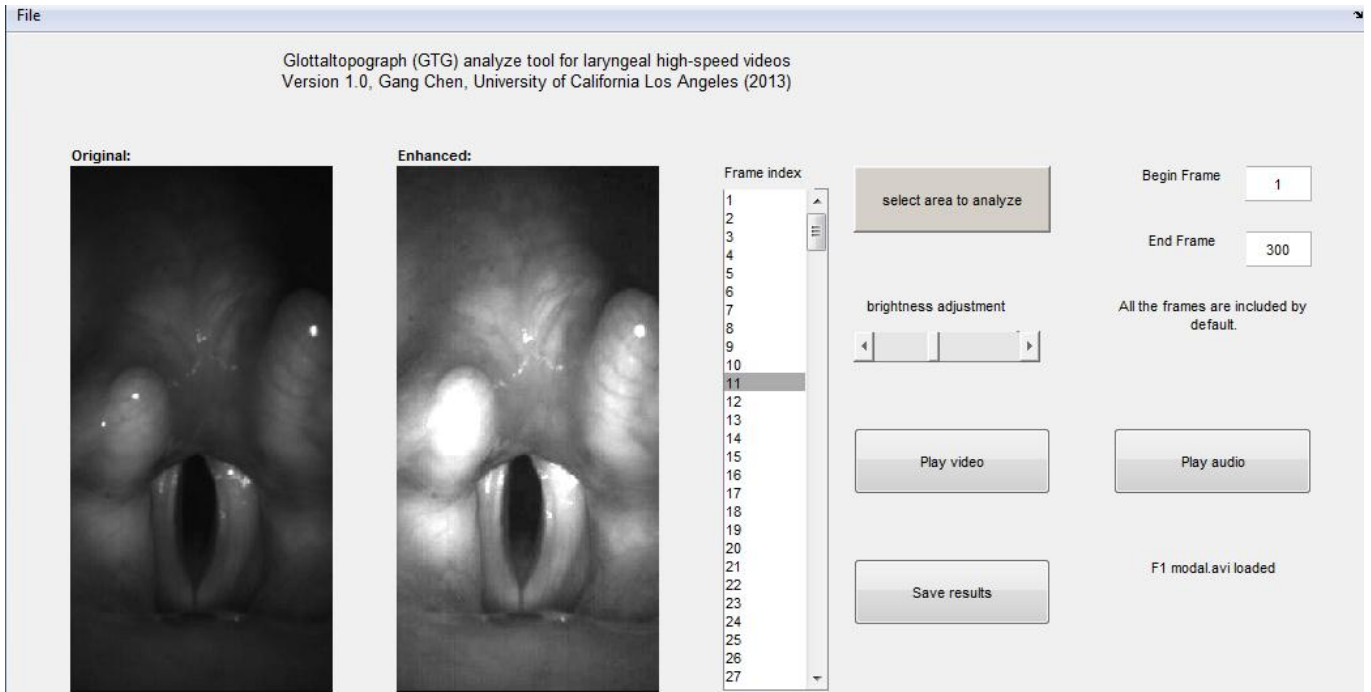 File
Glottaltopograph (GTG) analyze tool for laryngeal high-speed videos
Version 1.0, Gang Chen, University of California Los Angeles (2013)
Original:
Enhanced:
Frame index
1
2
3
4
5
6
7
8
9
10
11
12
13
14
15
16
17
18
19
20
21
22
23
24
25
26
27
select area to analyze
Begin Frame
1
End Frame
300
brightness adjustment
All the frames are included by
default.
Play video
Play audio
Save results
F1 modal.avi loaded